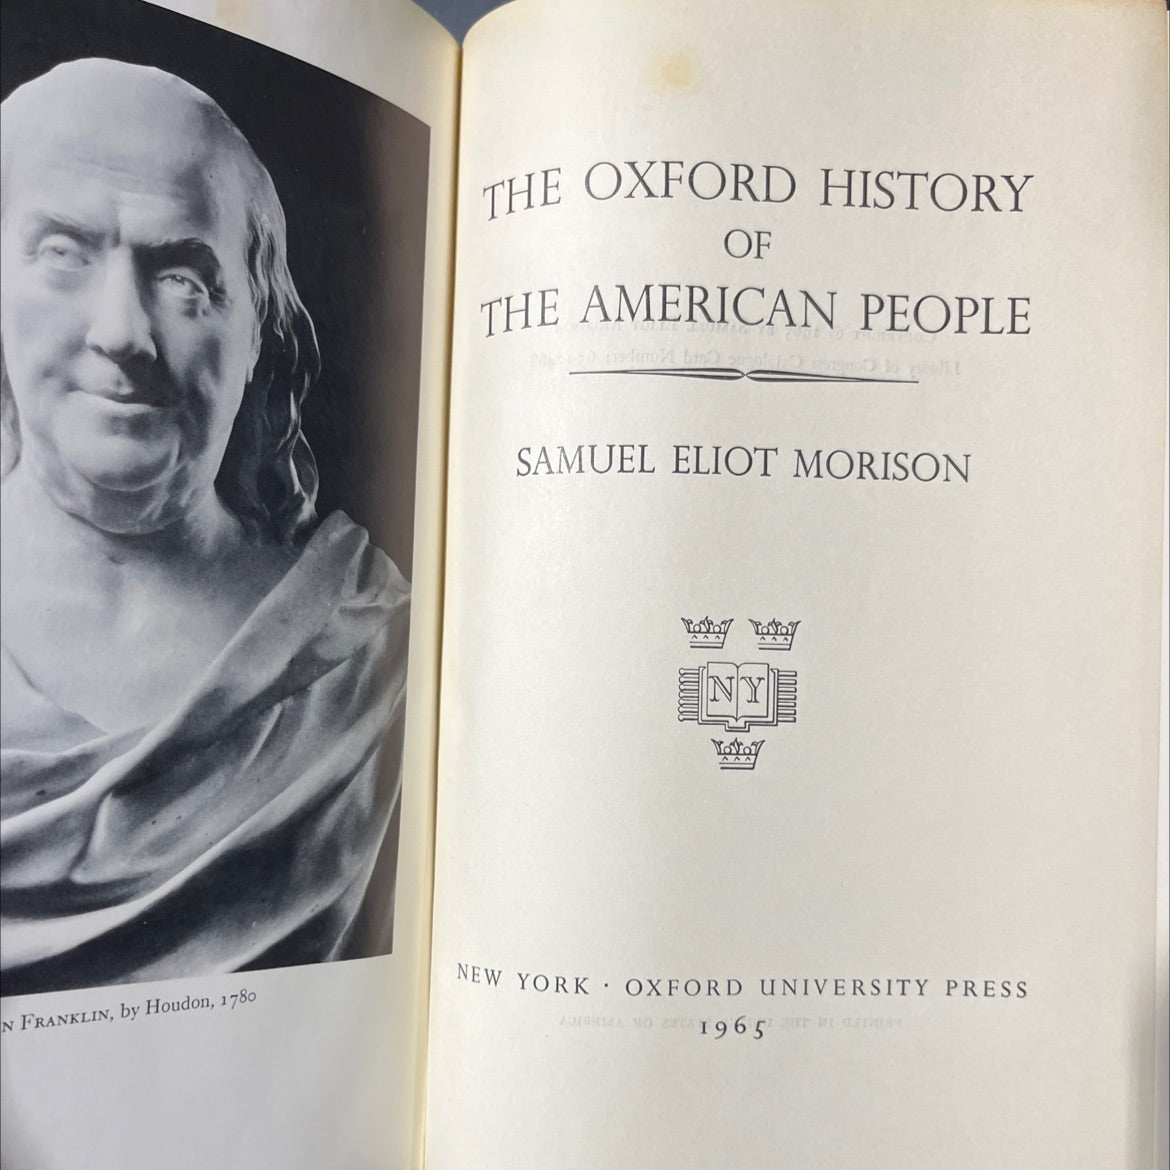 N FRANKLIN, by Houdon, 1780
THE OXFORD HISTORY
OF
THE AMERICAN PEOPLE
SAMUEL ELIOT MORISON
NY
NEW YORK · OXFORD UNIVERSITY PRESS
1965